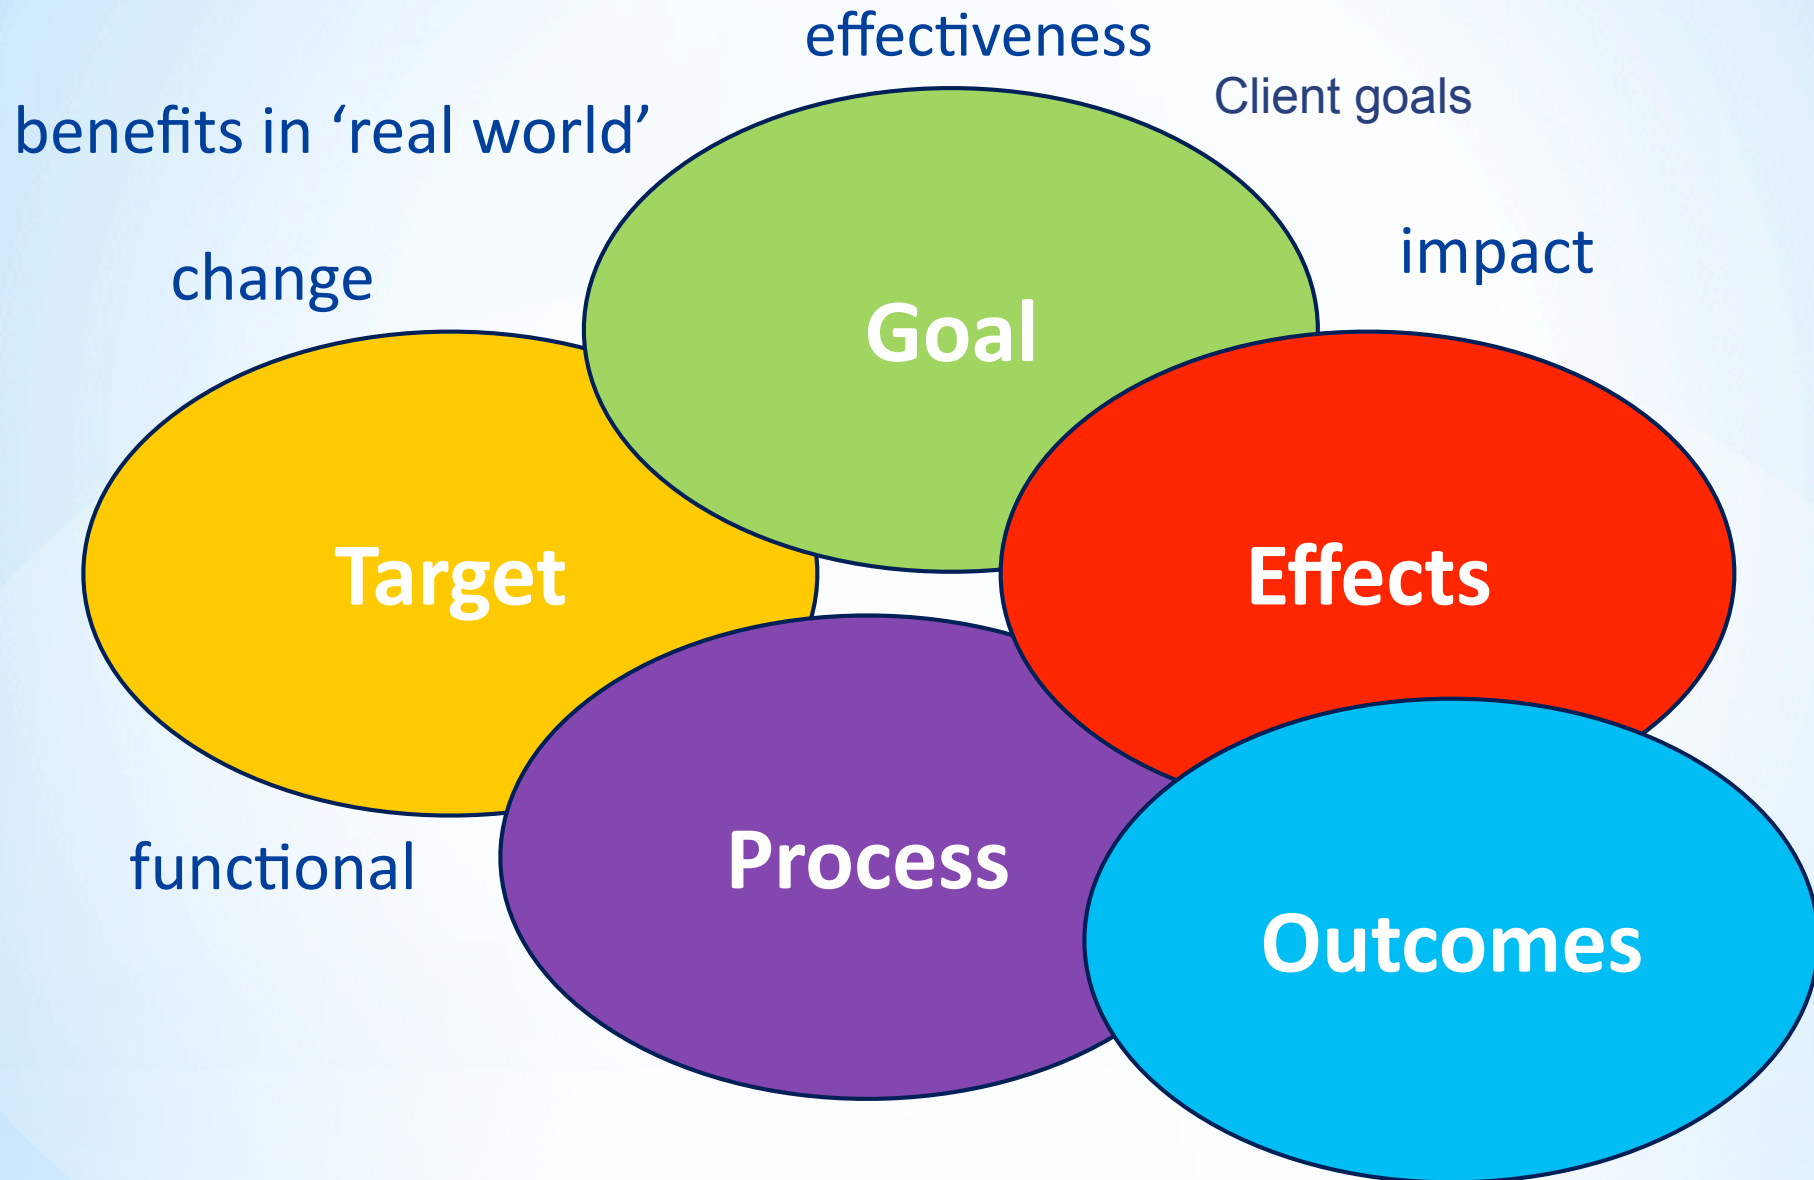 effectiveness
Client goals
benefits in ‘real world’
change
impact
Goal
Target
Effects
functional
Process
Outcomes